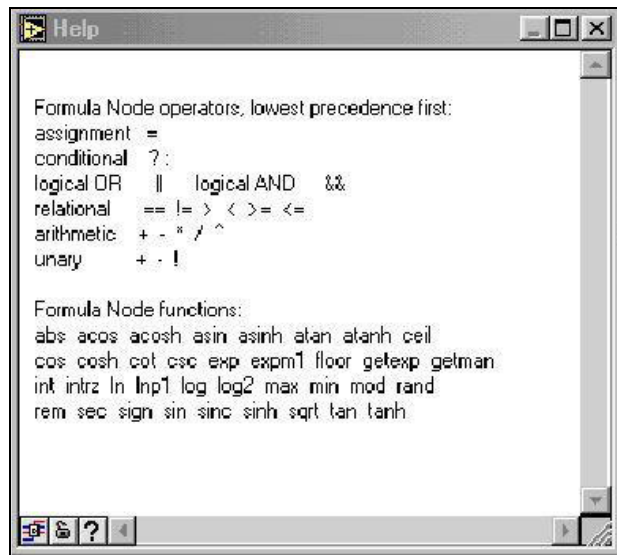 Help
Formula Node operators, lowest precedence first:
assignment =
conditional ? :
logical OR || logical AND &&
relational == != > < >= <=
arithmetic + - * / ^
unary + - !
Formula Node functions:
abs acos acosh asin asinh atan atanh ceil
cos cosh cot csc exp expm1 floor getexp getman
int intrz ln lnp1 log log2 max min mod rand
rem sec sign sin sinc sinh sqrt tan tanh
?